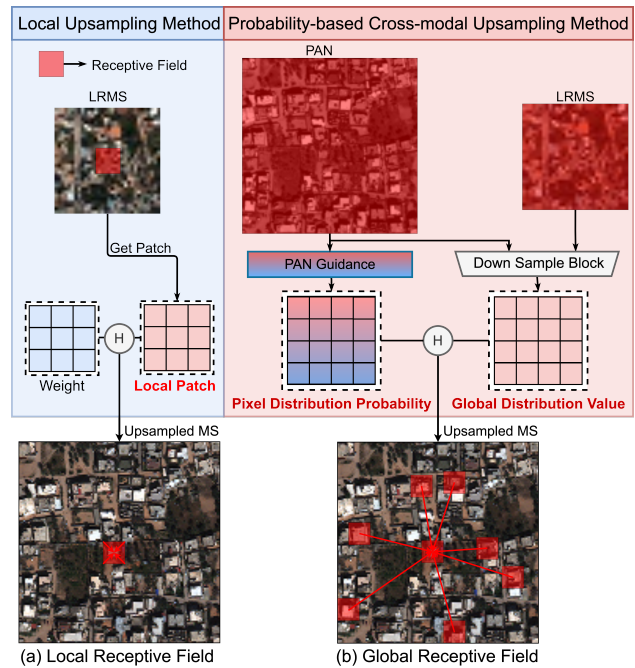 Local Upsampling Method
Probability-based Cross-modal Upsampling Method
Receptive Field
LRMS
PAN
LRMS
Get Patch
PAN Guidance
Down Sample Block
H
H
Weight
Local Patch
Pixel Distribution Probability
Global Distribution Value
Upsampled MS
Upsampled MS
(a) Local Receptive Field
(b) Global Receptive Field